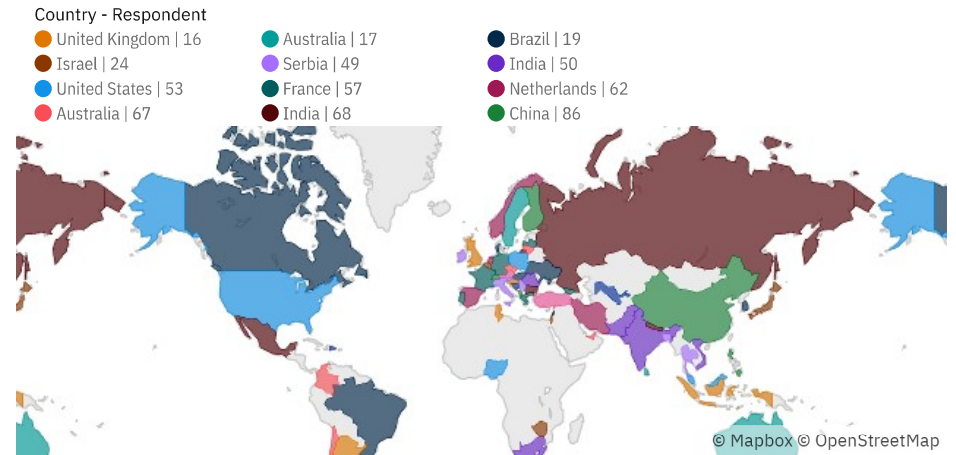 Country - Respondent
United Kingdom | 16
Australia | 17
Brazil | 19
Israel | 24
Serbia | 49
India | 50
United States | 53
France | 57
Netherlands | 62
Australia | 67
India | 68
China | 86
© Mapbox © OpenStreetMap